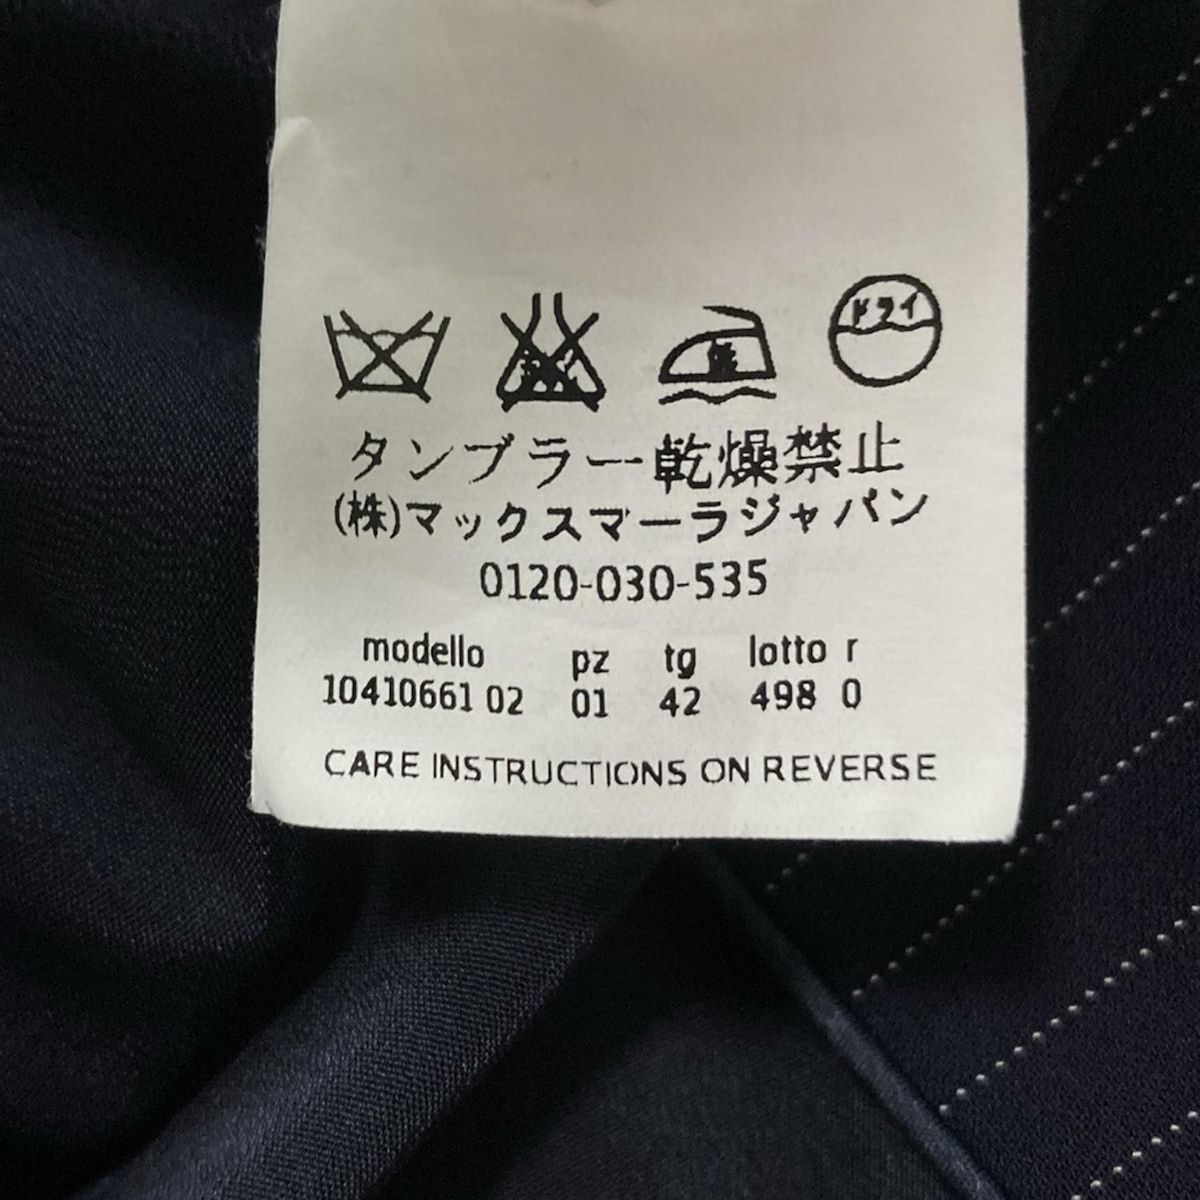 ドライ
低
タンブラー乾燥禁止
(株)マックスマーラジャパン
0120-030-535
modello pz tg lotto r
10410661 02 01 42 498 0
CARE INSTRUCTIONS ON REVERSE